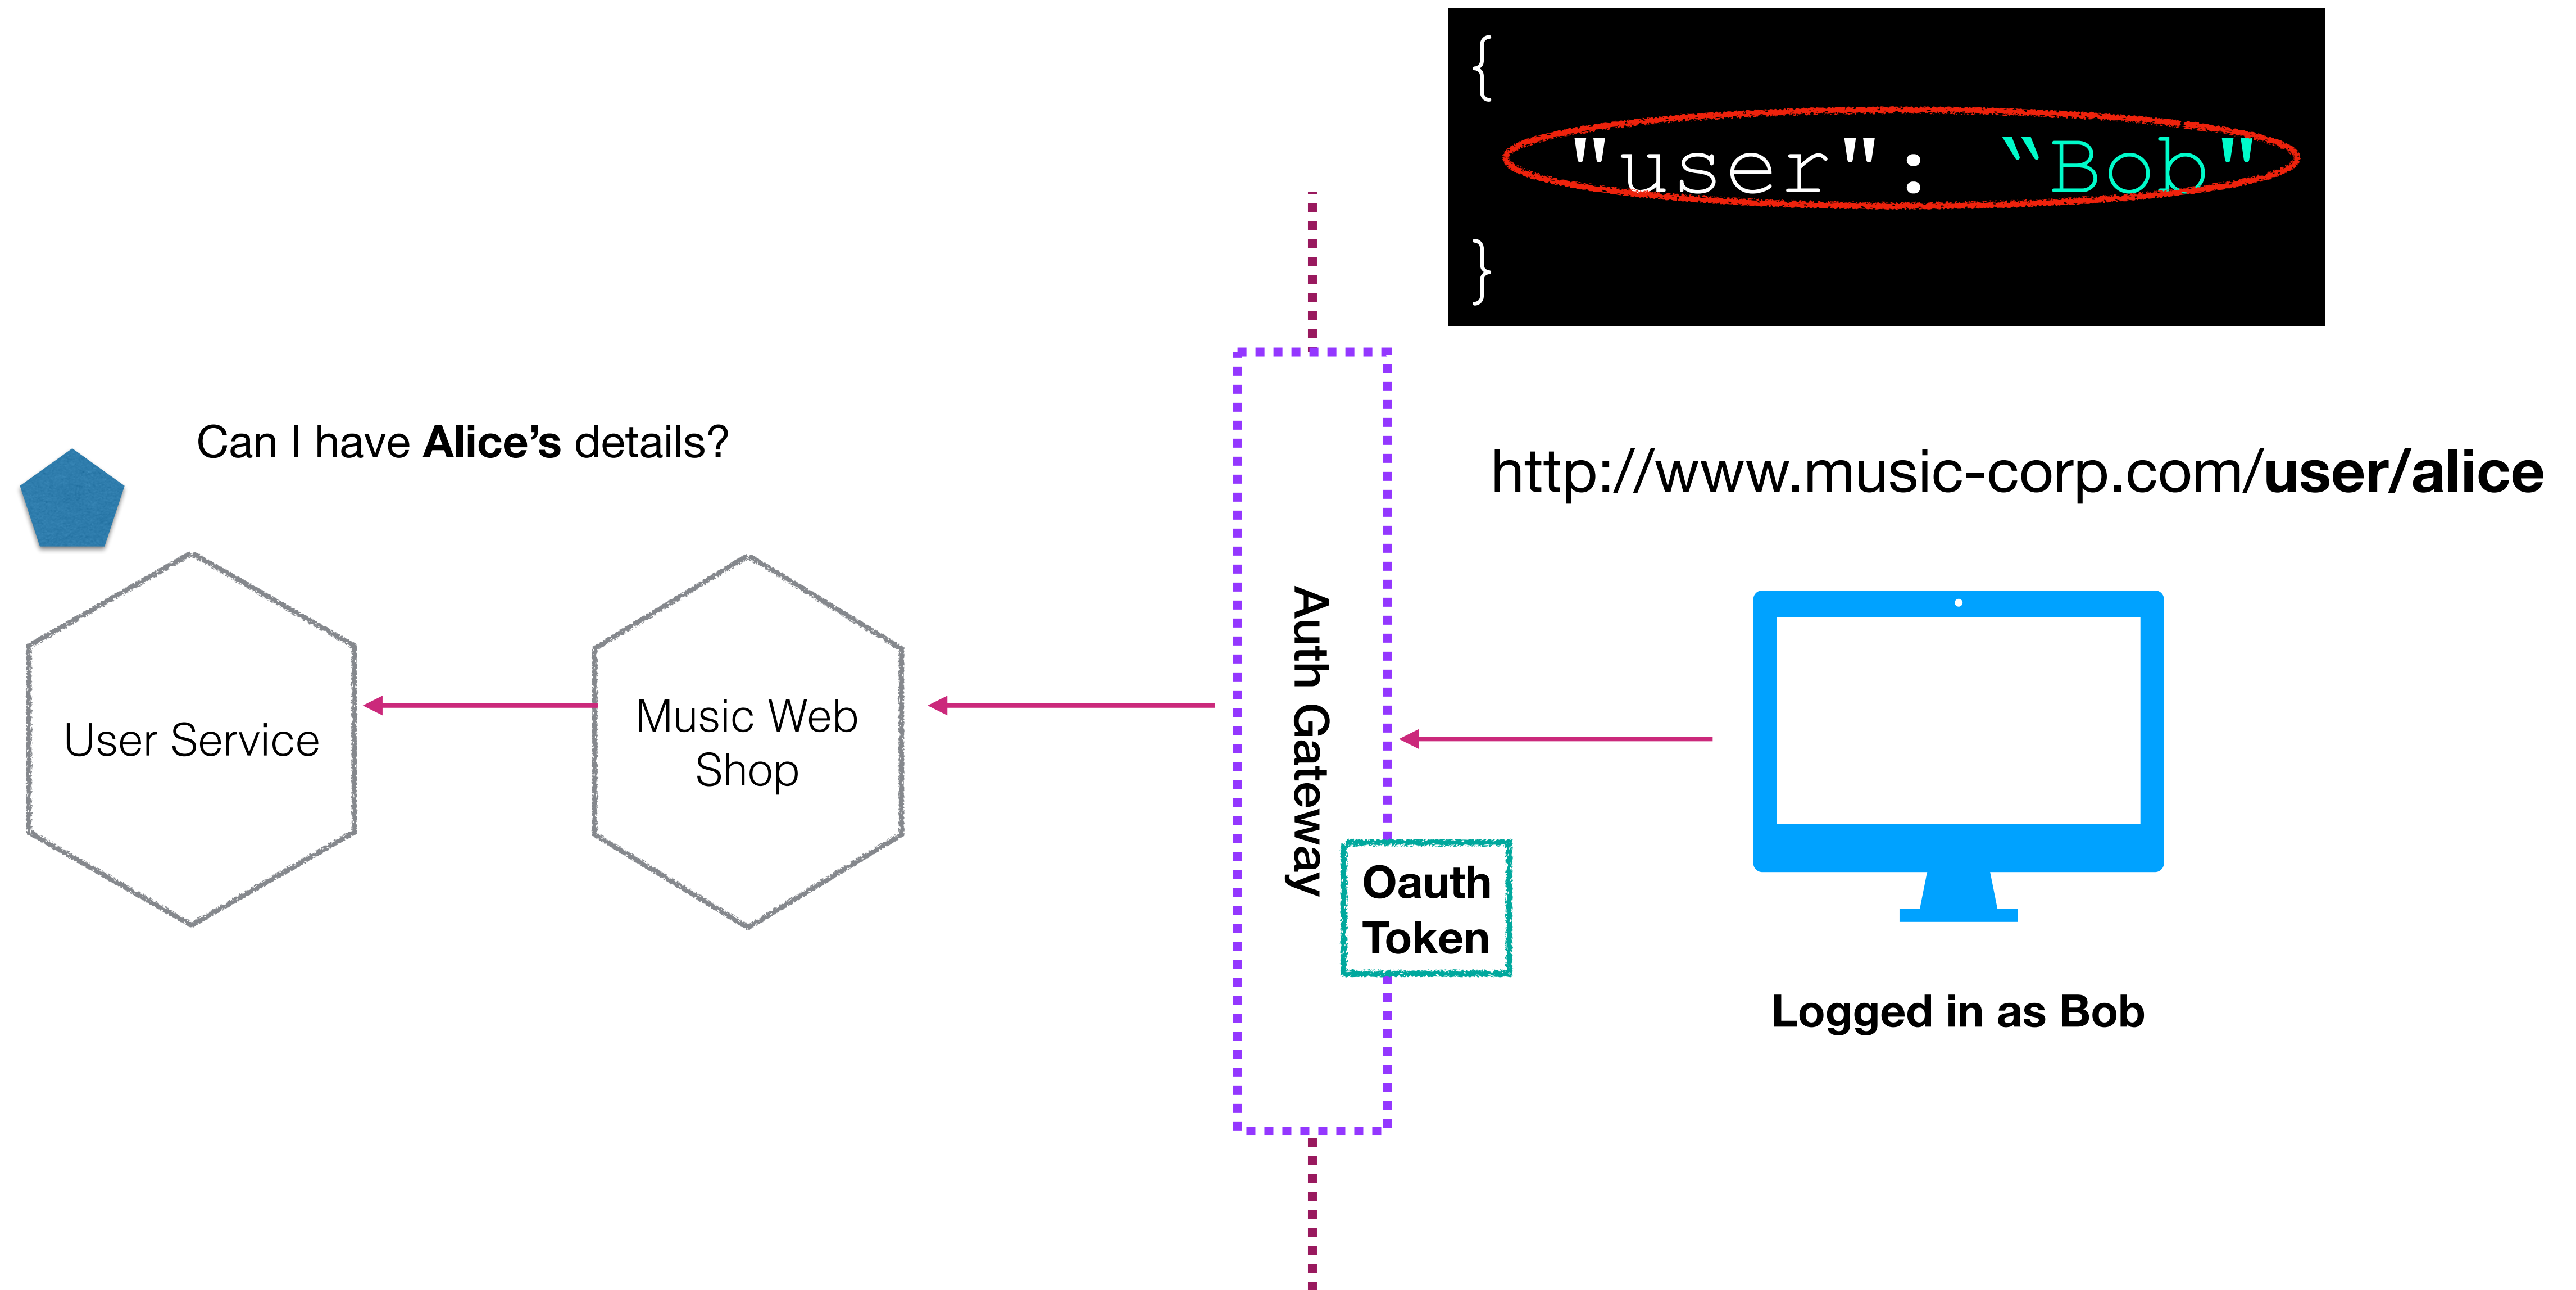 {
"user": “Bob"
}
Can I have Alice’s details?
http://www.music-corp.com/user/alice
User Service
Music Web
Shop
Auth Gateway
Oauth
Token
Logged in as Bob